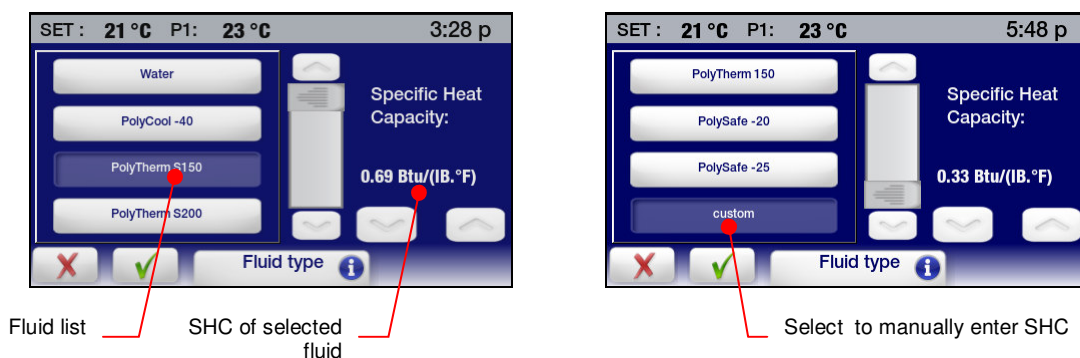 SET : 21 °C P1: 23 °C 3:28 p
Water
PolyCool -40
PolyTherm S150
PolyTherm S200
Specific Heat
Capacity:
0.69 Btu/(IB.°F)
Fluid type i
Fluid list
SHC of selected
fluid
SET : 21 °C P1: 23 °C 5:48 p
PolyTherm 150
PolySafe -20
PolySafe -25
custom
Specific Heat
Capacity:
0.33 Btu/(IB.°F)
Fluid type i
Select to manually enter SHC